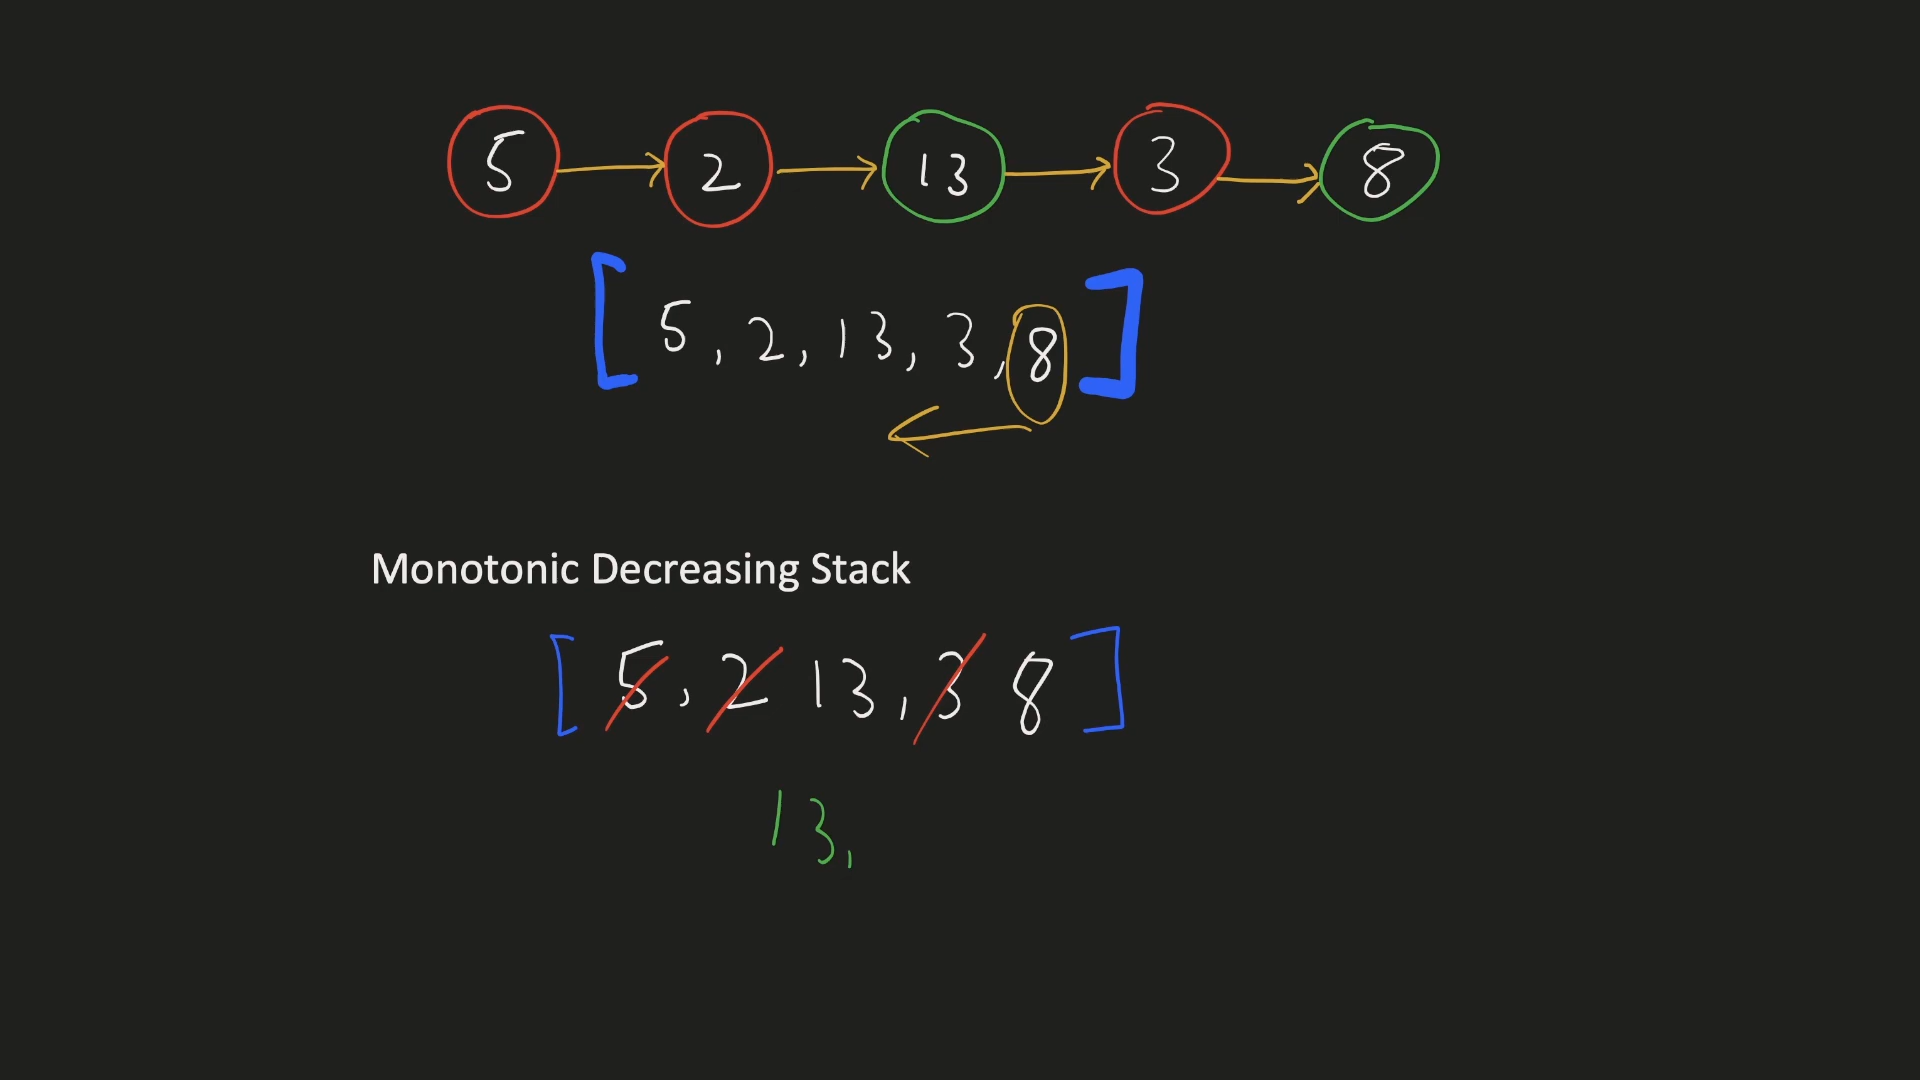 5 2 13 3 8
[ 5, 2, 13, 3, 8 ]
Monotonic Decreasing Stack
[ 5, 2 13, 3 8 ]
13,